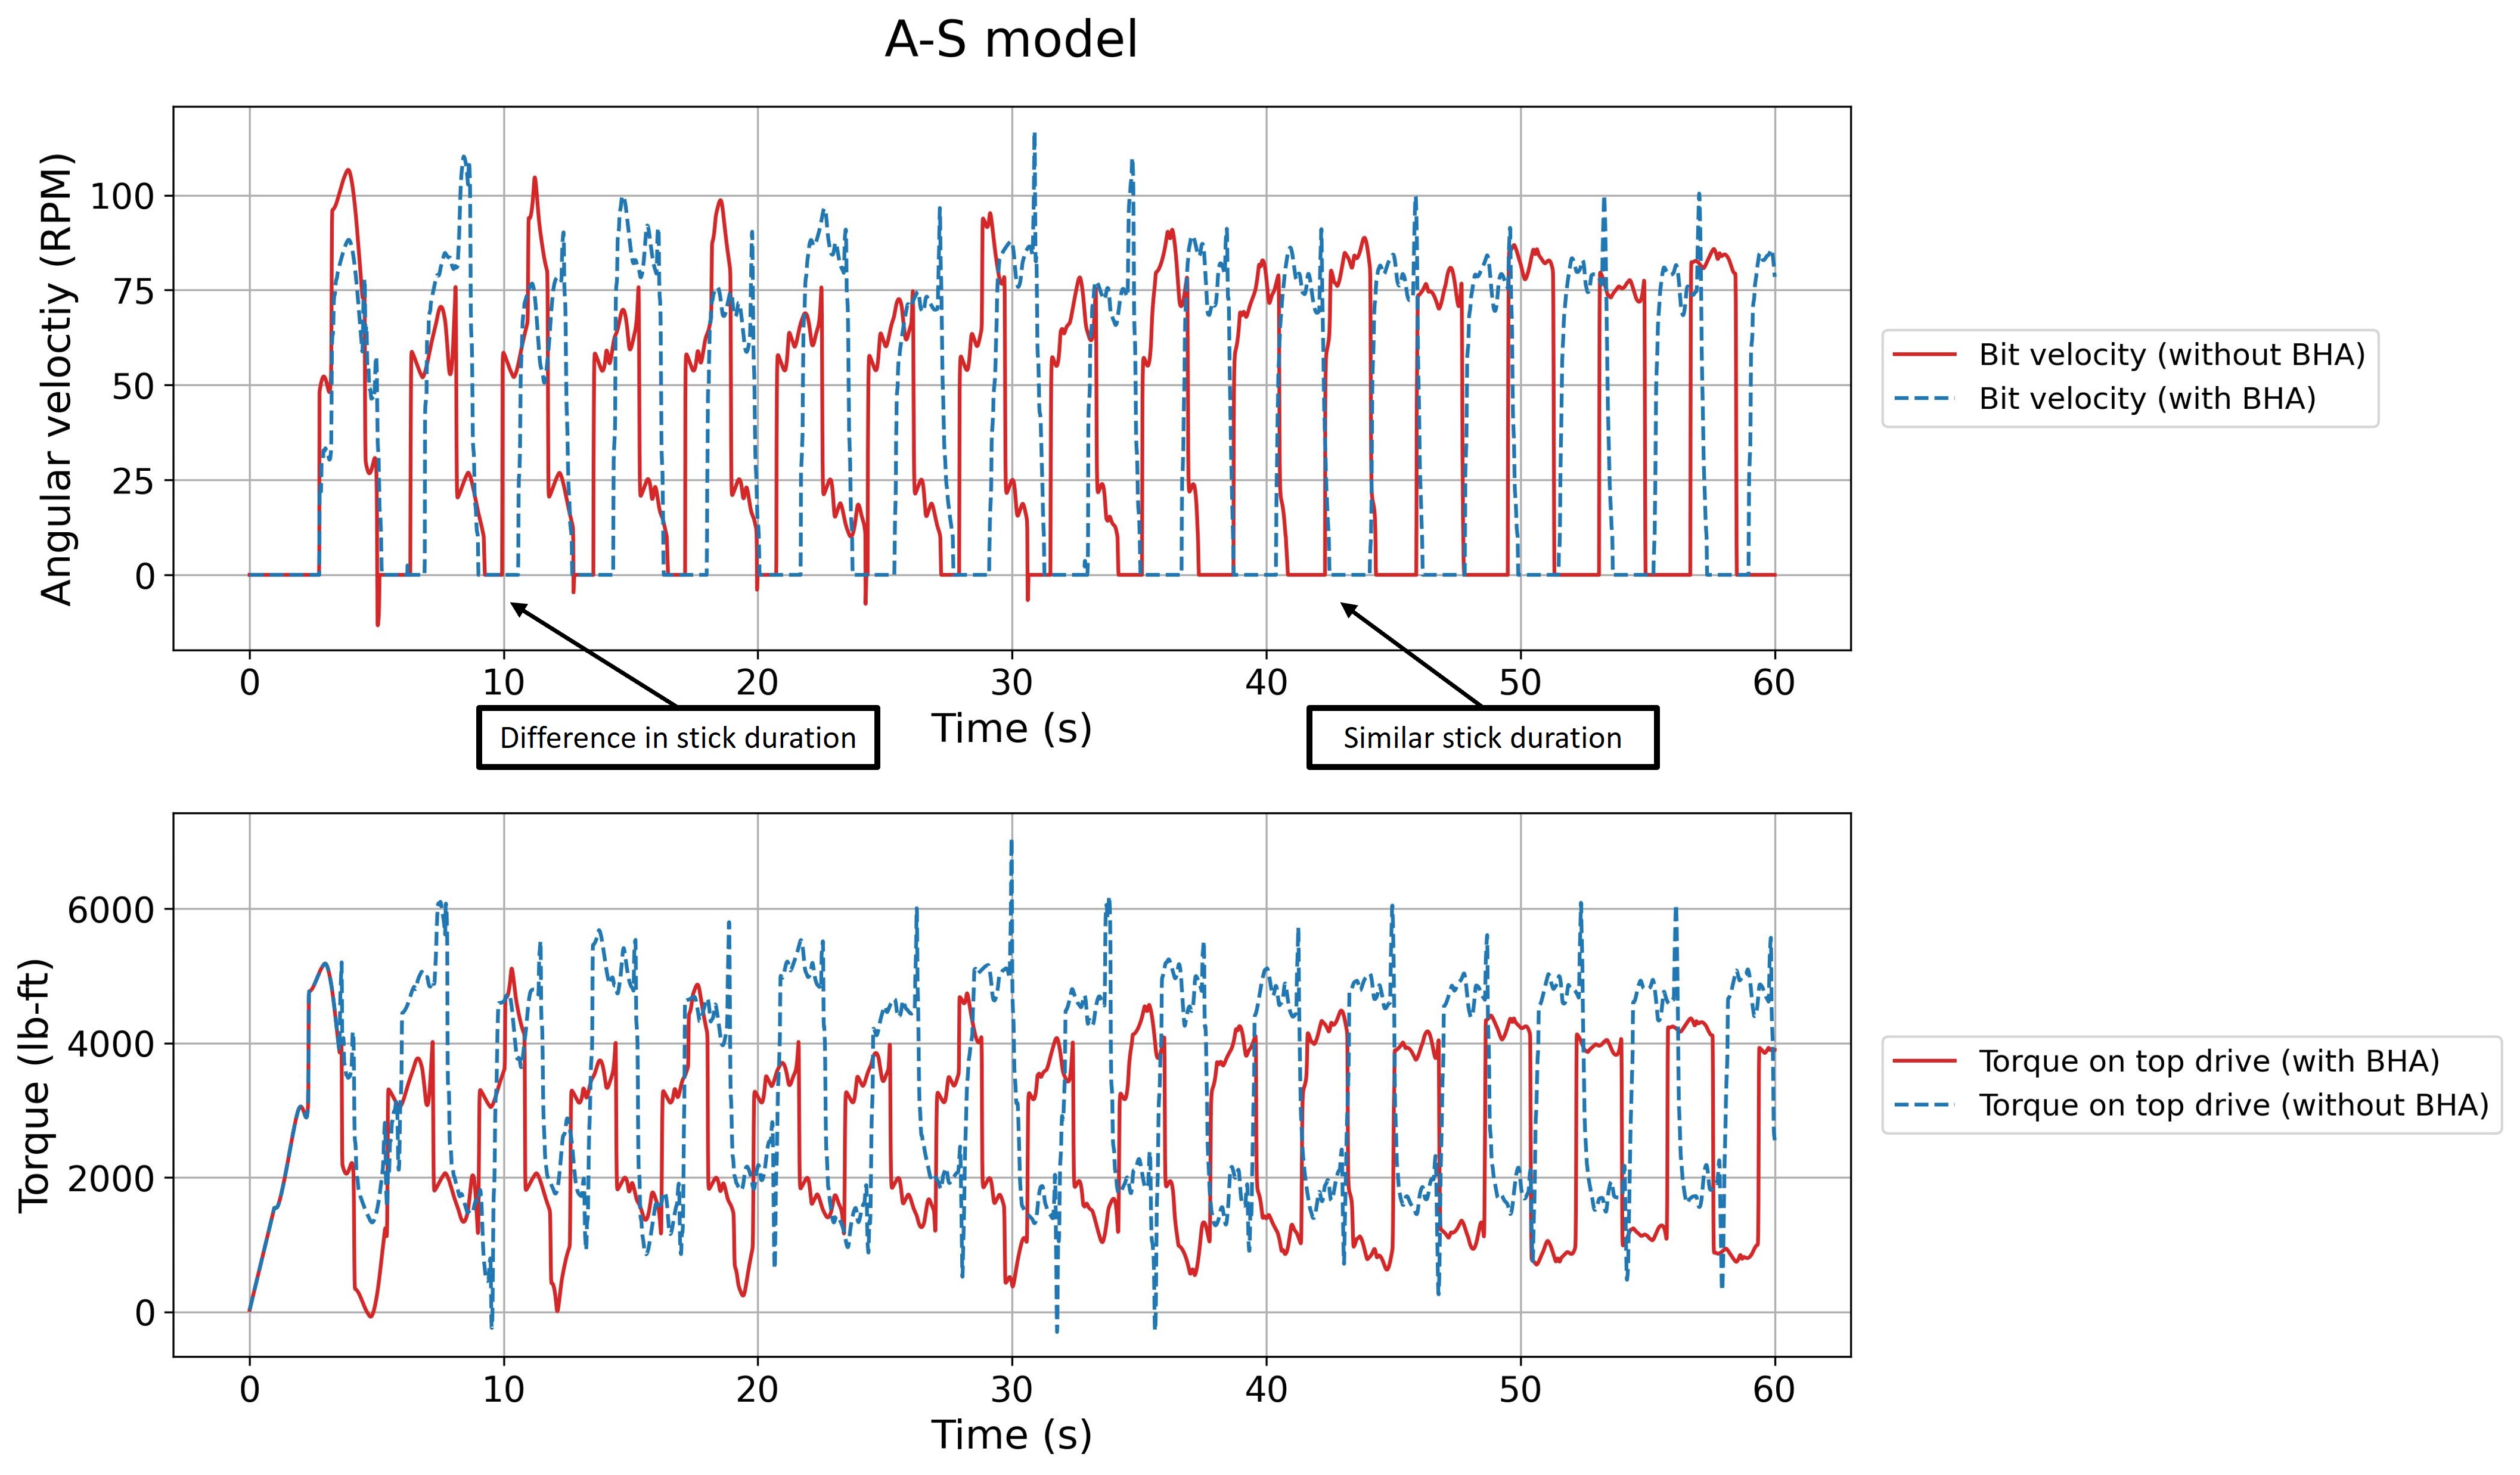 A-S model
Angular veloctiy (RPM)
100
75
50
25
0
0 10 20 30 40 50 60
Time (s)
Bit velocity (without BHA)
Bit velocity (with BHA)
Difference in stick duration
Similar stick duration
Torque (lb-ft)
6000
4000
2000
0
0 10 20 30 40 50 60
Time (s)
Torque on top drive (with BHA)
Torque on top drive (without BHA)